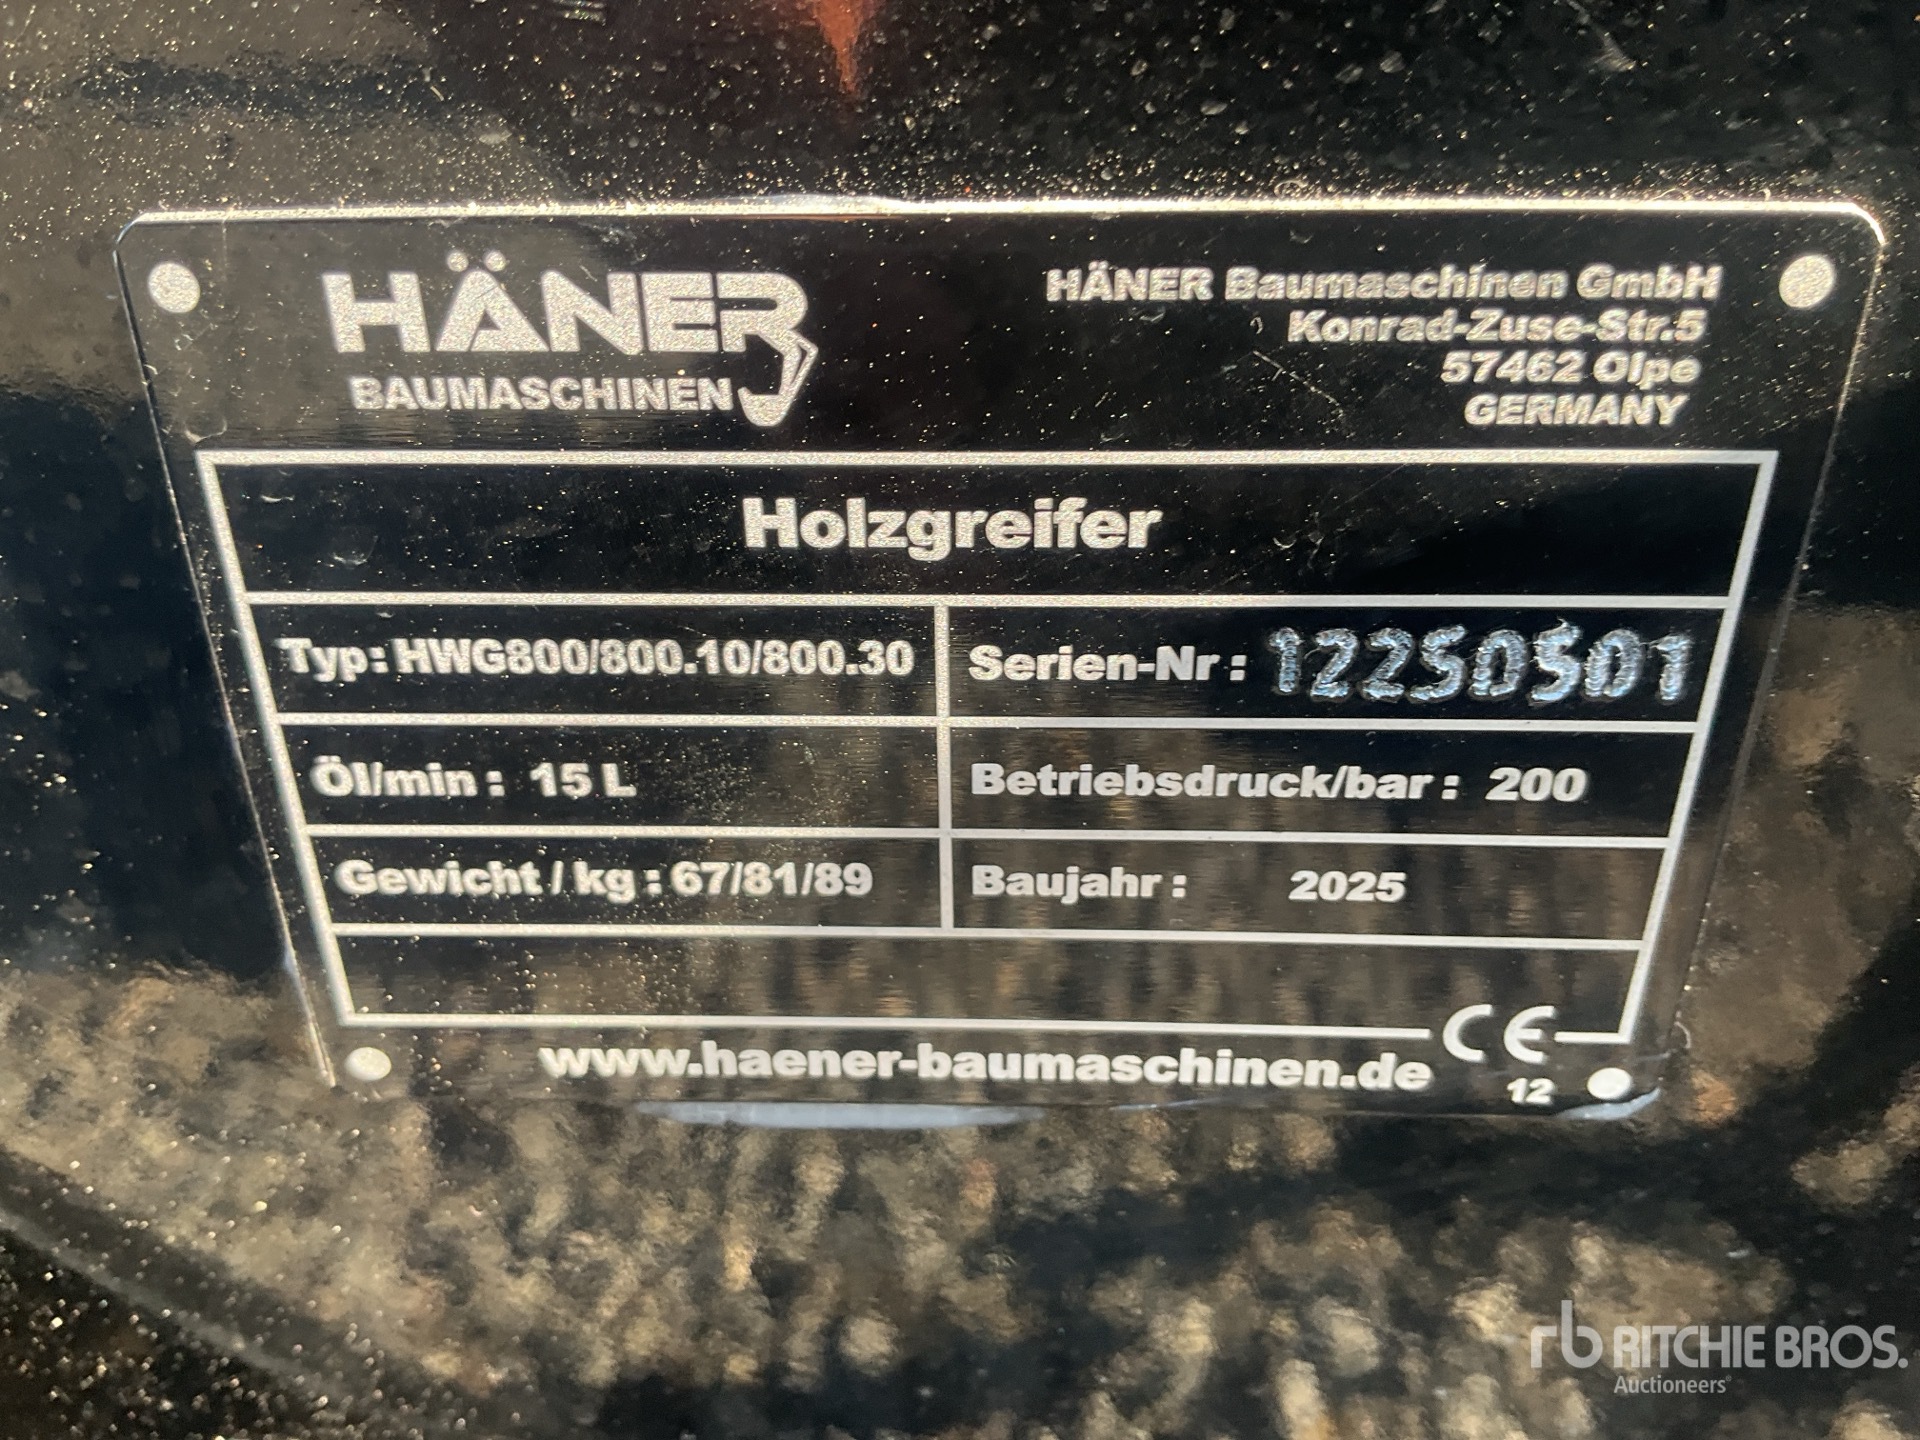 HÄNER
BAUMASCHINEN
HÄNER Baumaschinen GmbH
Konrad-Zuse-Str.5
57462 Olpe
GERMANY
Holzgreifer
Typ: HWG800/800.10/800.30
Serien-Nr : 12250501
Öl/min : 15 L
Betriebsdruck/bar : 200
Gewicht / kg : 67/81/89
Baujahr : 2025
CE
www.haener-baumaschinen.de
12
rb RITCHIE BROS.
Auctioneers